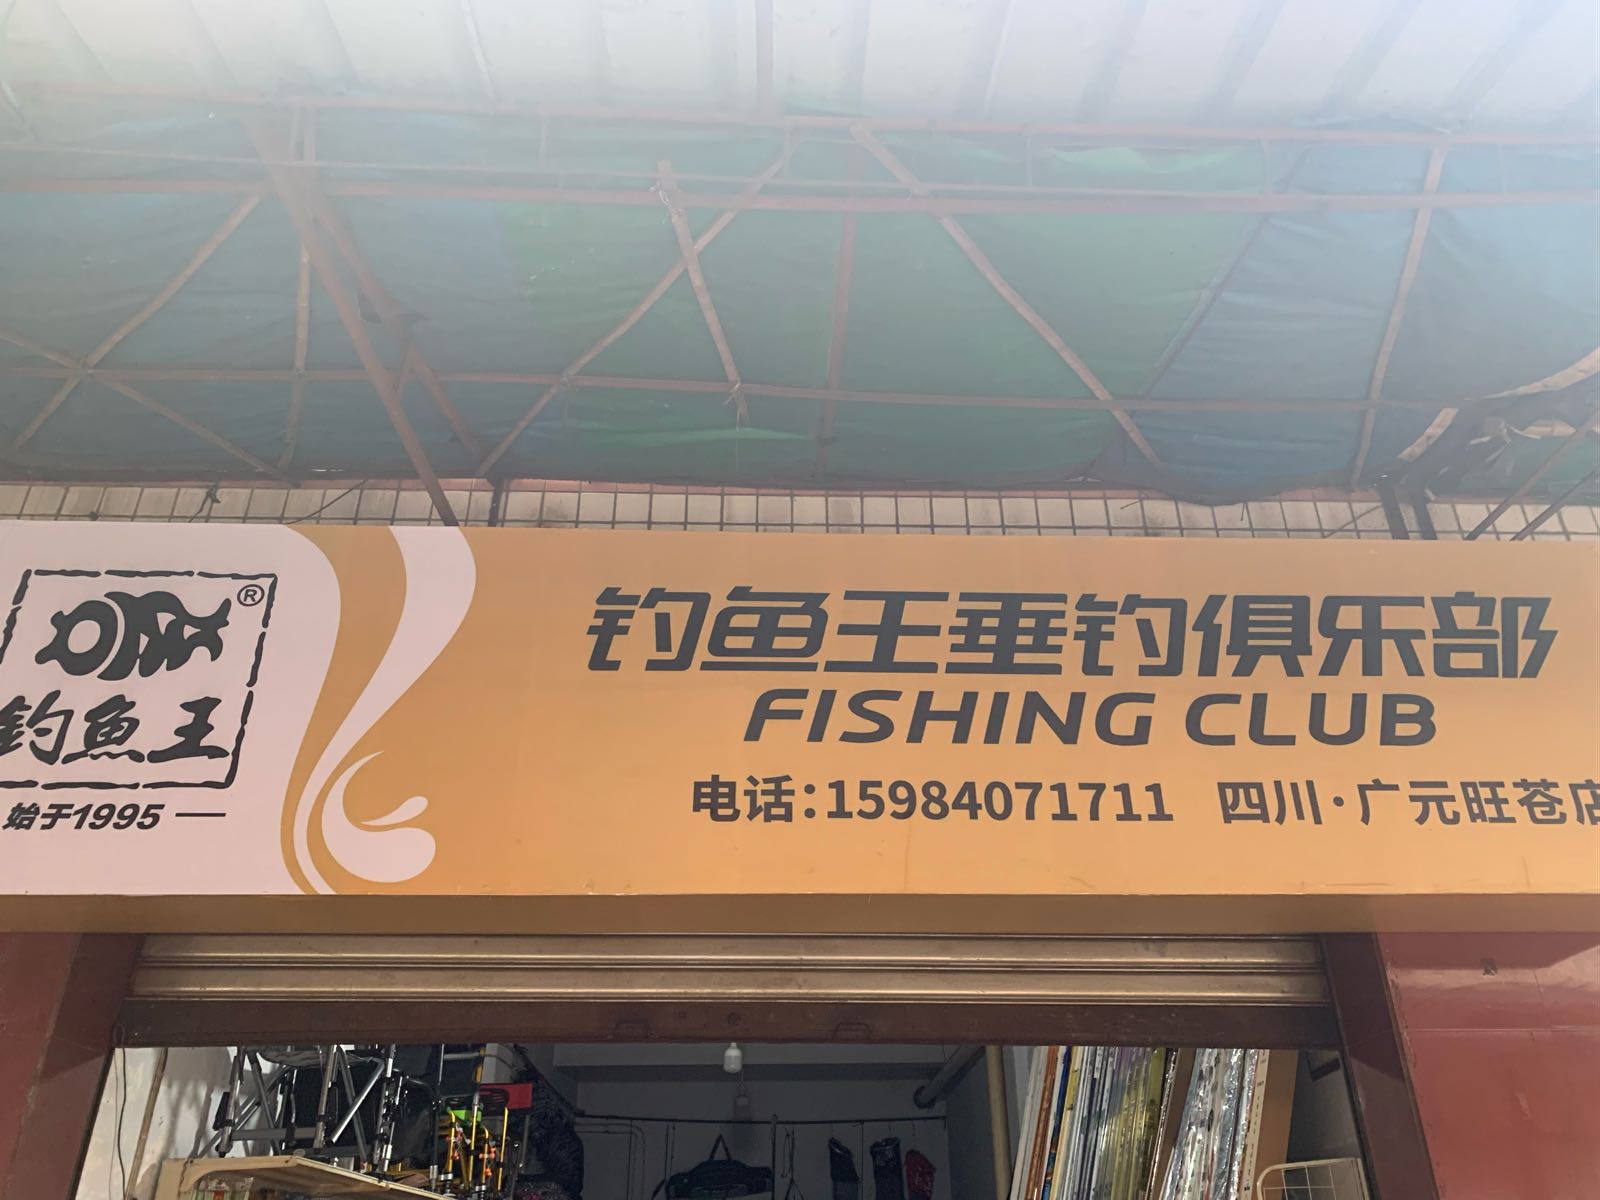 ®
钓魚王
始于1995
钓鱼王垂钓俱乐部
FISHING CLUB
电话:15984071711 四川·广元旺苍店